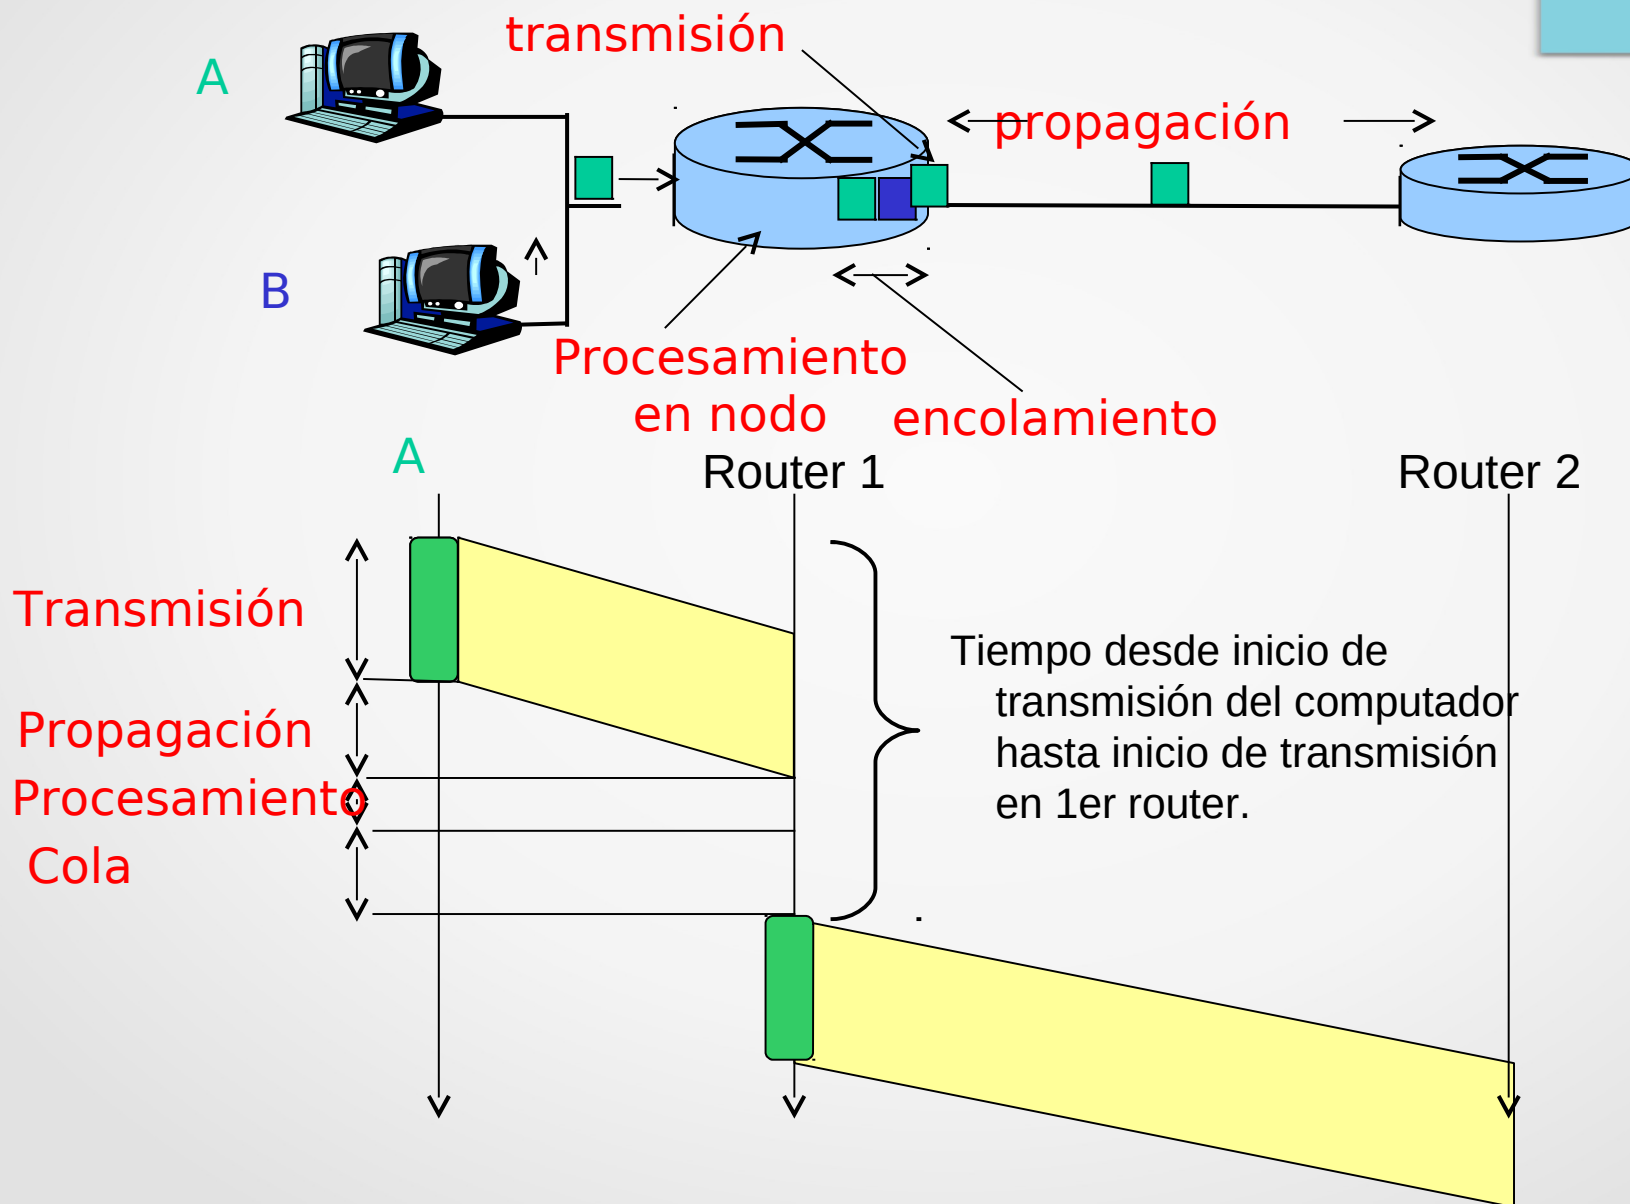 transmisión
A
propagación
B
Procesamiento
en nodo
encolamiento
A
Router 1
Router 2
Transmisión
Tiempo desde inicio de
transmisión del computador
hasta inicio de transmisión
en 1er router.
Propagación
Procesamiento
Cola